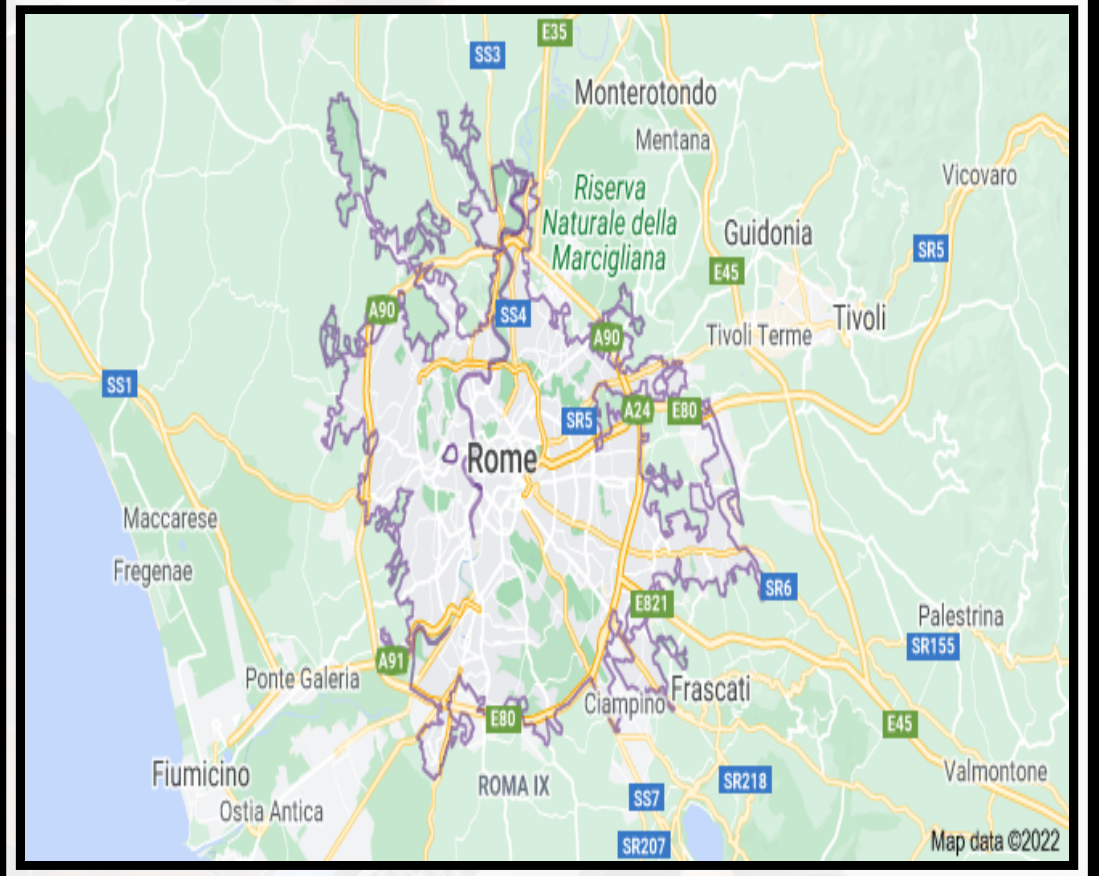 E35
SS3
Monterotondo
Mentana
Vicovaro
Riserva
Naturale della
Marcigliana
Guidonia
SR5
E45
A90
SS4
Tivoli
A90
Tivoli Terme
SS1
SR5
A24
E80
Rome
Maccarese
Fregenae
SR6
E821
Palestrina
SR155
A91
Ponte Galeria
Ciampino
Frascati
E80
E45
Fiumicino
ROMA IX
SR218
Valmontone
SS7
Ostia Antica
SR207
Map data ©2022